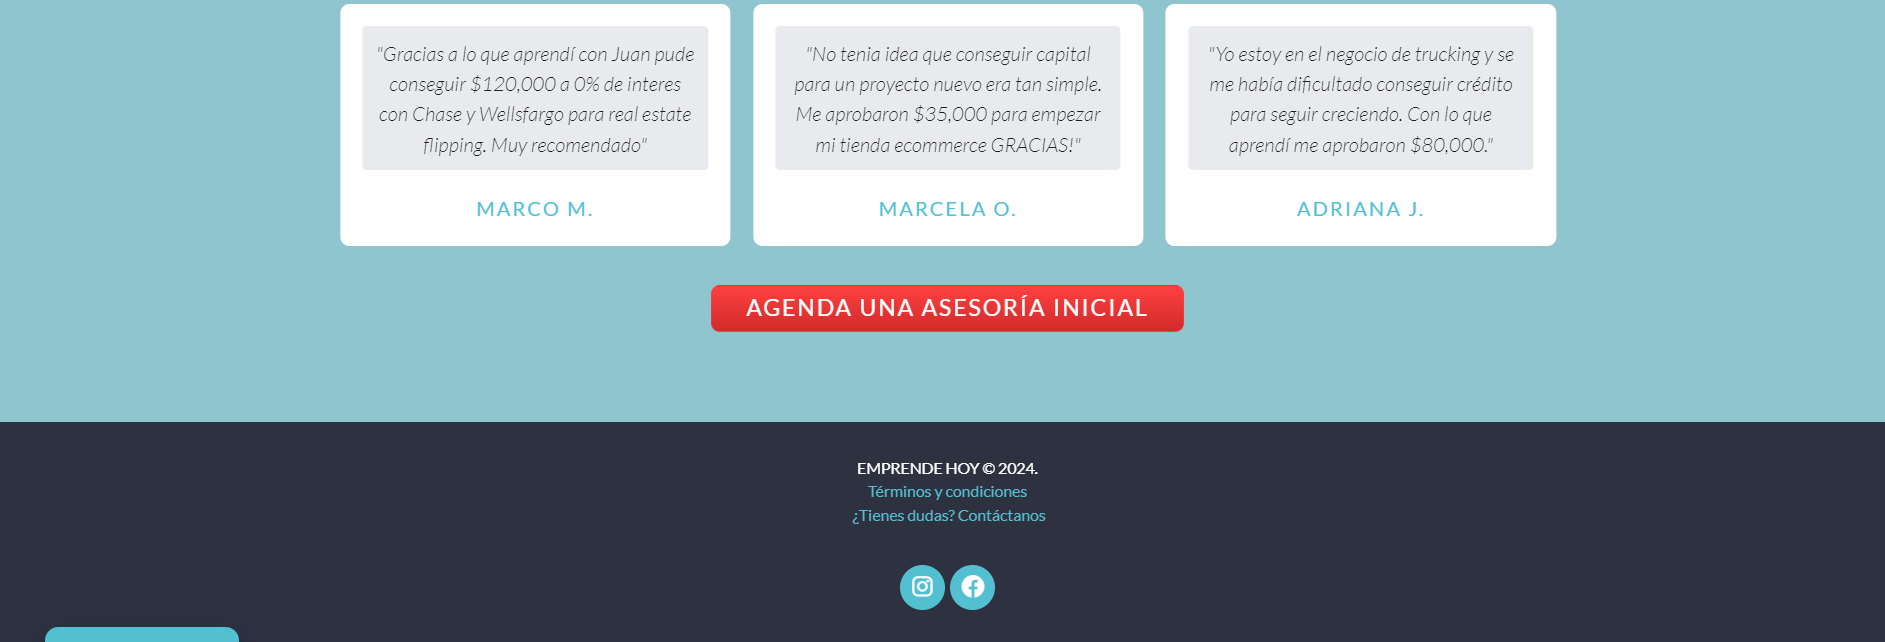 "Gracias a lo que aprendí con Juan pude
conseguir $120,000 a 0% de interes
con Chase y Wellsfargo para real estate
flipping. Muy recomendado"
MARCO M.
"No tenia idea que conseguir capital
para un proyecto nuevo era tan simple.
Me aprobaron $35,000 para empezar
mi tienda ecommerce GRACIAS!"
MARCELA O.
"Yo estoy en el negocio de trucking y se
me había dificultado conseguir crédito
para seguir creciendo. Con lo que
aprendí me aprobaron $80,000."
ADRIANA J.
AGENDA UNA ASESORÍA INICIAL
EMPRENDE HOY © 2024.
Términos y condiciones
¿Tienes dudas? Contáctanos